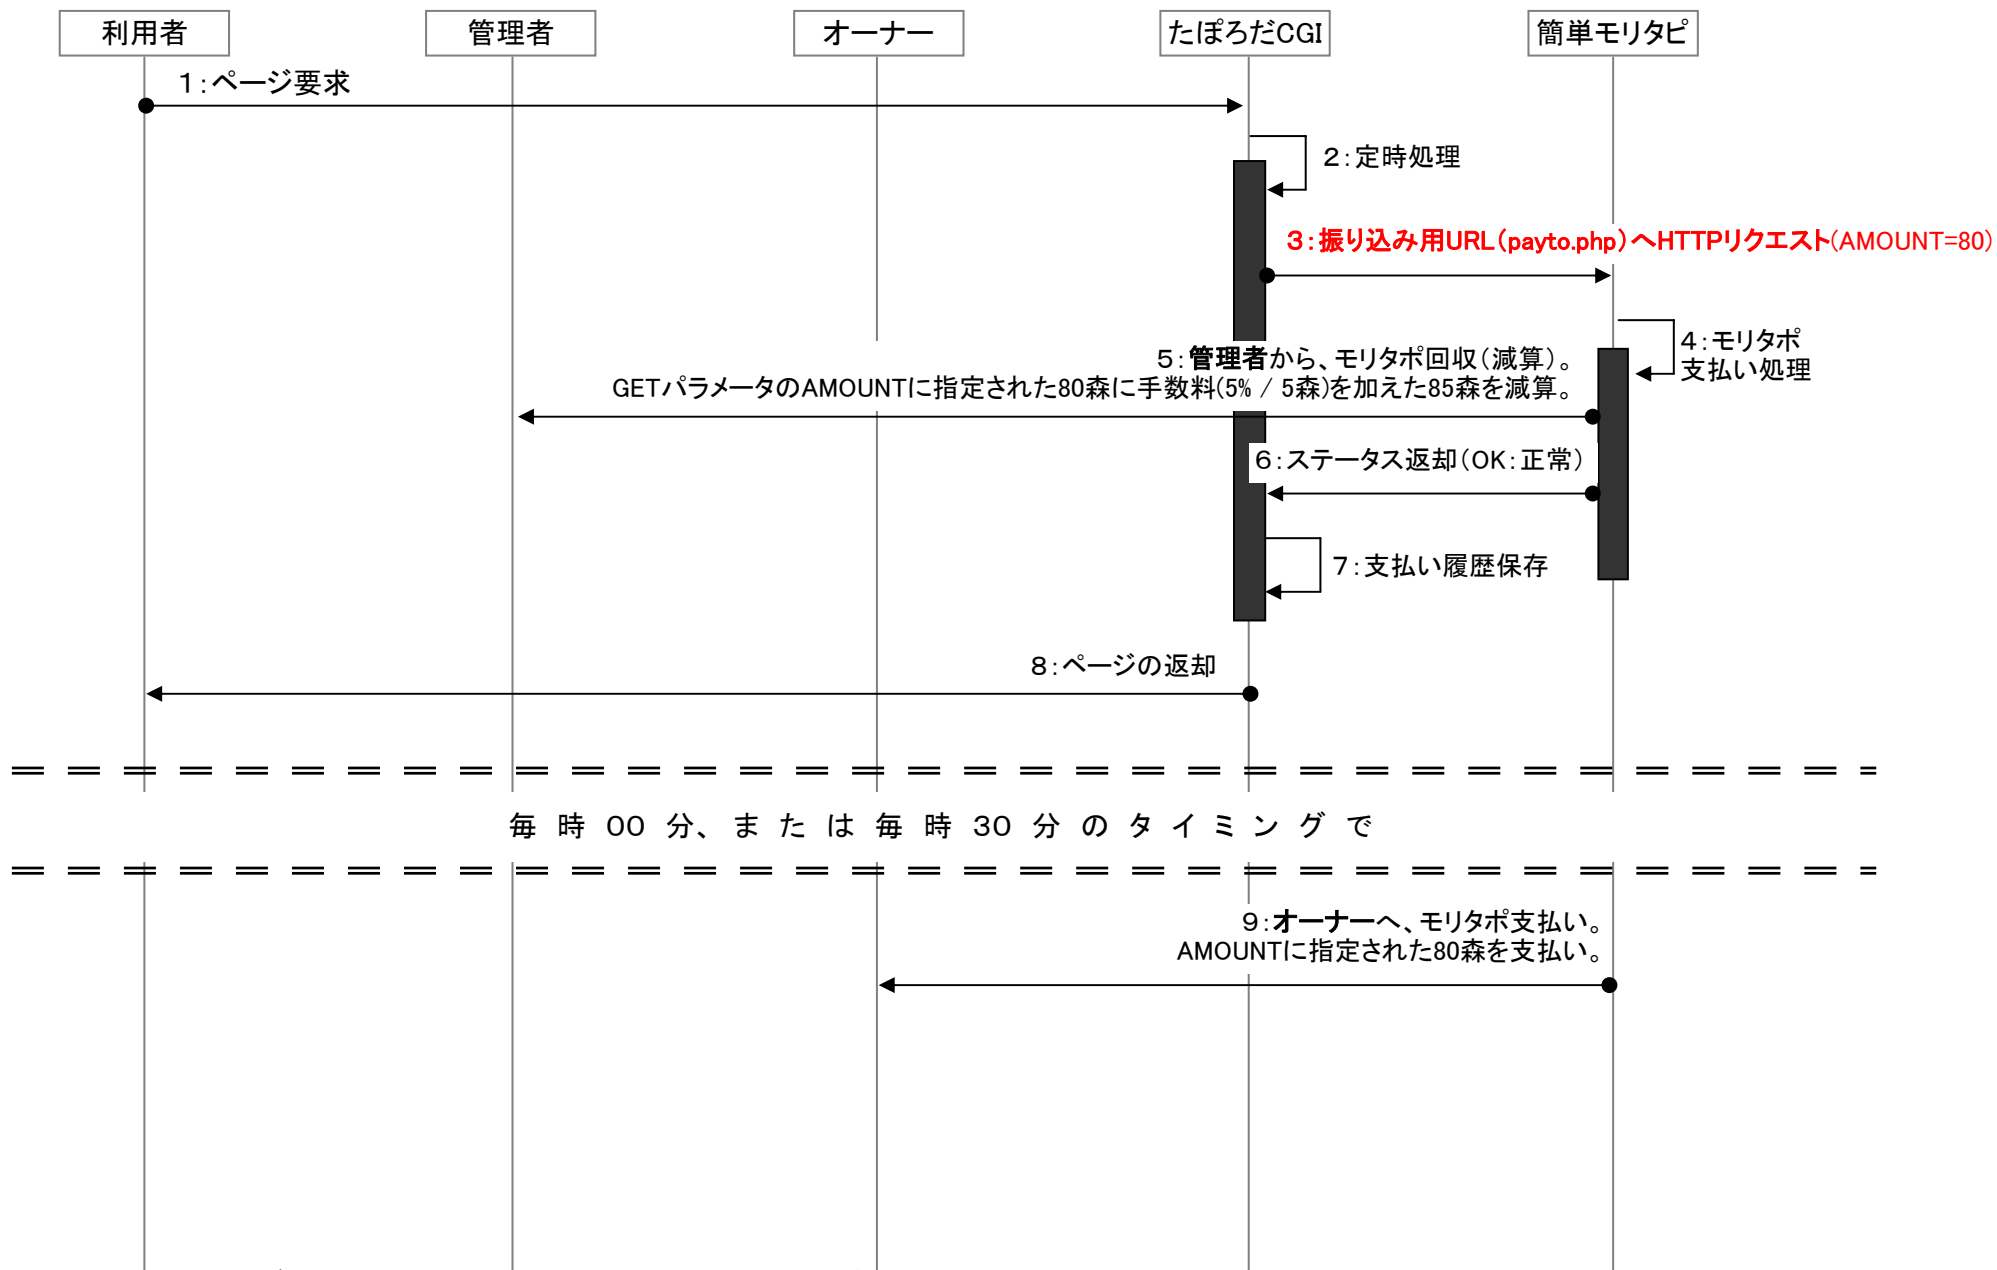 利用者
管理者
オーナー
たぽろだCGI
簡単モリタピ
1：ページ要求
2：定時処理
3：振り込み用URL（payto.php）へHTTPリクエスト(AMOUNT=80)
4：モリタポ
支払い処理
5：管理者から、モリタポ回収（減算）。
GETパラメータのAMOUNTに指定された80森に手数料(5% / 5森)を加えた85森を減算。
6：ステータス返却（OK：正常）
7：支払い履歴保存
8：ページの返却
毎時00分、または毎時30分のタイミングで
9：オーナーへ、モリタポ支払い。
AMOUNTに指定された80森を支払い。